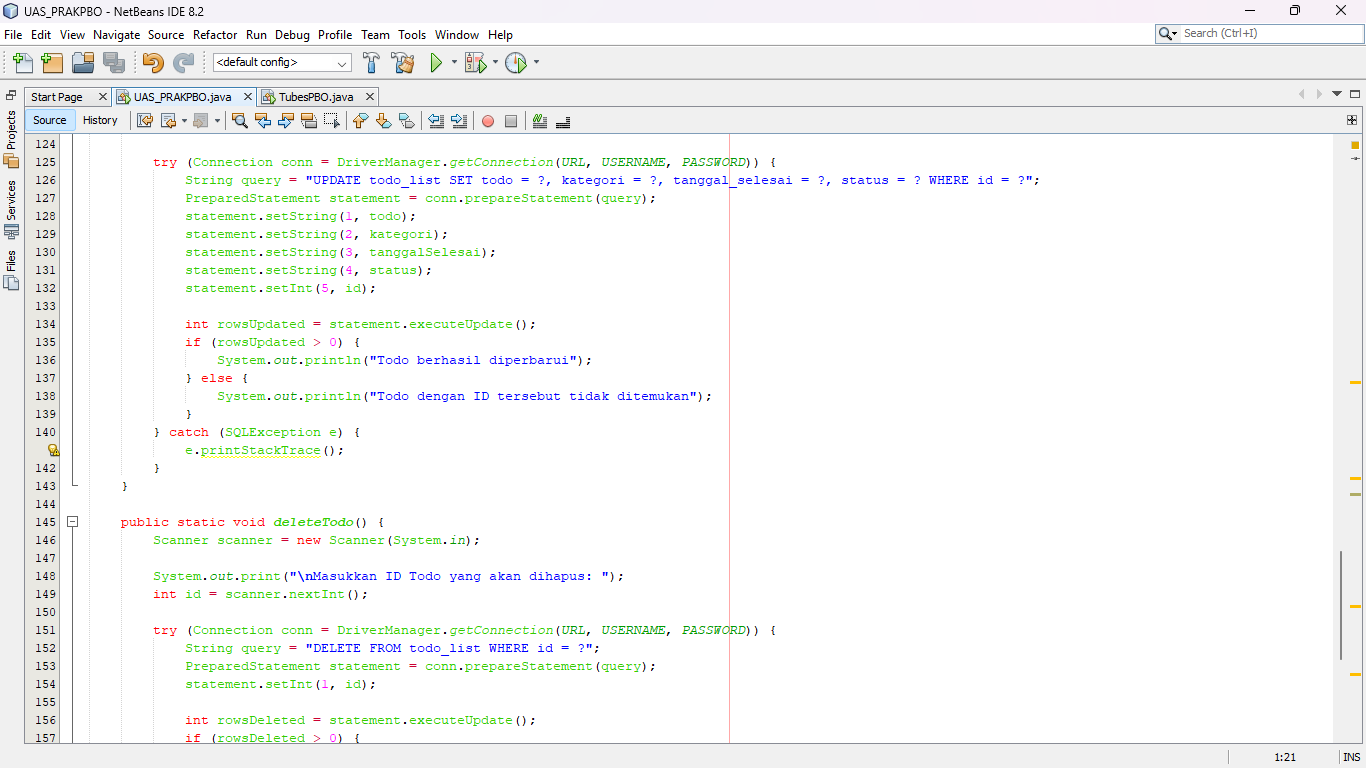 UAS_PRAKPBO - NetBeans IDE 8.2
File Edit View Navigate Source Refactor Run Debug Profile Team Tools Window Help
Search (Ctrl+I)
<default config>
Start Page UAS_PRAKPBO.java TubesPBO.java
Source History
Projects
Services
Files
124
125 try (Connection conn = DriverManager.getConnection(URL, USERNAME, PASSWORD)) {
126 String query = "UPDATE todo_list SET todo = ?, kategori = ?, tanggal_selesai = ?, status = ? WHERE id = ?";
127 PreparedStatement statement = conn.prepareStatement(query);
128 statement.setString(1, todo);
129 statement.setString(2, kategori);
130 statement.setString(3, tanggalSelesai);
131 statement.setString(4, status);
132 statement.setInt(5, id);
133
134 int rowsUpdated = statement.executeUpdate();
135 if (rowsUpdated > 0) {
136 System.out.println("Todo berhasil diperbarui");
137 } else {
138 System.out.println("Todo dengan ID tersebut tidak ditemukan");
139 }
140 } catch (SQLException e) {
e.printStackTrace();
142 }
143 }
144
145 public static void deleteTodo() {
146 Scanner scanner = new Scanner(System.in);
147
148 System.out.print("\nMasukkan ID Todo yang akan dihapus: ");
149 int id = scanner.nextInt();
150
151 try (Connection conn = DriverManager.getConnection(URL, USERNAME, PASSWORD)) {
152 String query = "DELETE FROM todo_list WHERE id = ?";
153 PreparedStatement statement = conn.prepareStatement(query);
154 statement.setInt(1, id);
155
156 int rowsDeleted = statement.executeUpdate();
157 if (rowsDeleted > 0) {
1:21 INS